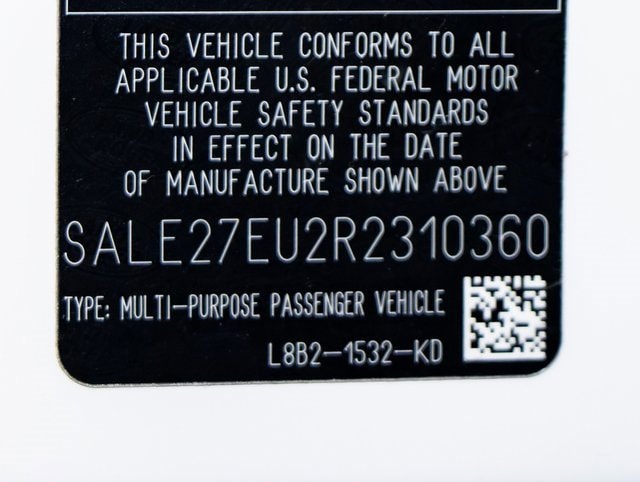 THIS VEHICLE CONFORMS TO ALL
APPLICABLE U.S. FEDERAL MOTOR
VEHICLE SAFETY STANDARDS
IN EFFECT ON THE DATE
OF MANUFACTURE SHOWN ABOVE
SALE27EU2R2310360
TYPE: MULTI-PURPOSE PASSENGER VEHICLE
L8B2-1532-KD